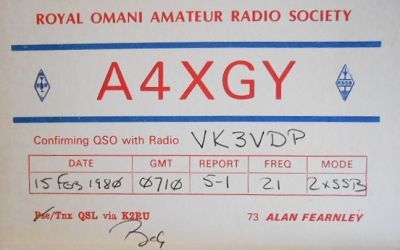 ROYAL OMANI AMATEUR RADIO SOCIETY
A4XGY
Confirming QSO with Radio VK3VDP
DATE GMT REPORT FREQ MODE
15 FEB 1980 0710 5-1 21 2xSSB
Pse/Tnx QSL via K2RU 73 ALAN FEARNLEY